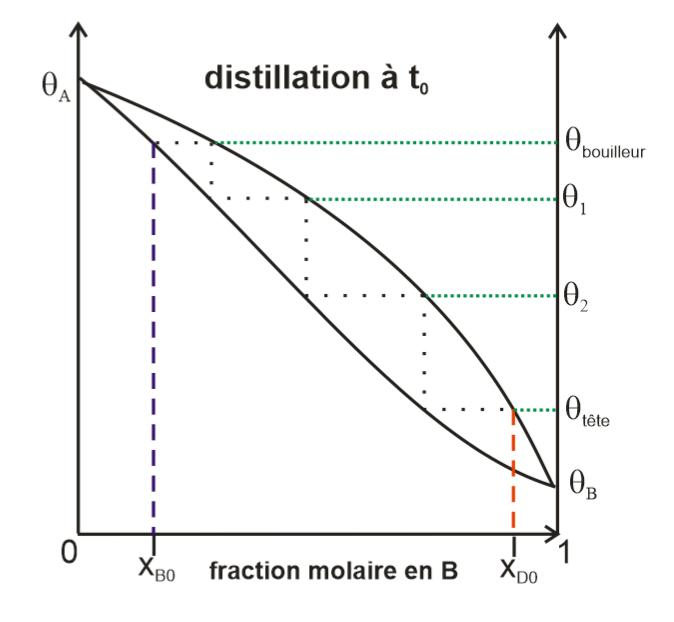 distillation à t₀
θA
θbouilleur
θ₁
θ₂
θtête
θB
0
XB0
fraction molaire en B
XD0
1